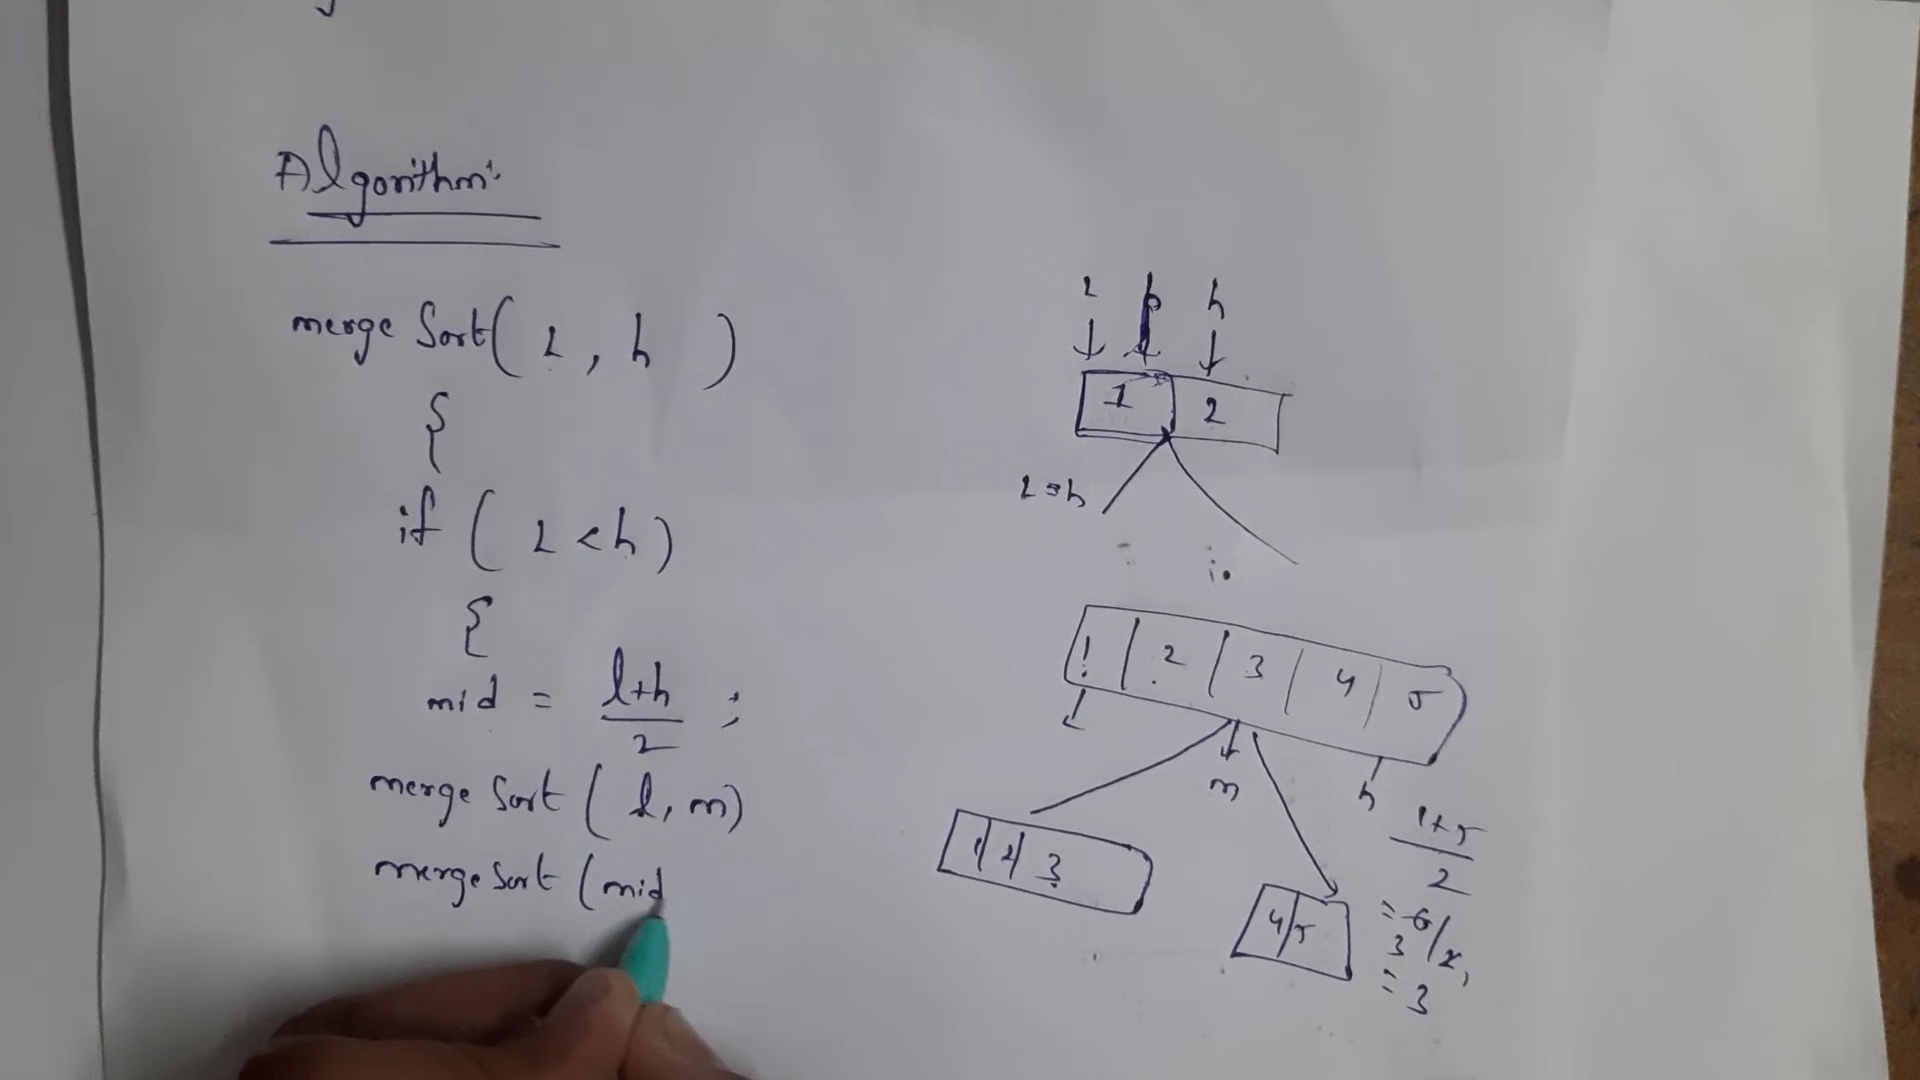 Algorithm:
merge Sort( l, h )
{
if ( l < h)
{
mid = l+h/2 ;
merge Sort ( l, m)
merge Sort (mid
l h
1 2
l = h
1 2 3 4 5
m
h
1+5/2
= 6/2,
3
= 3
1 2 3
4 5